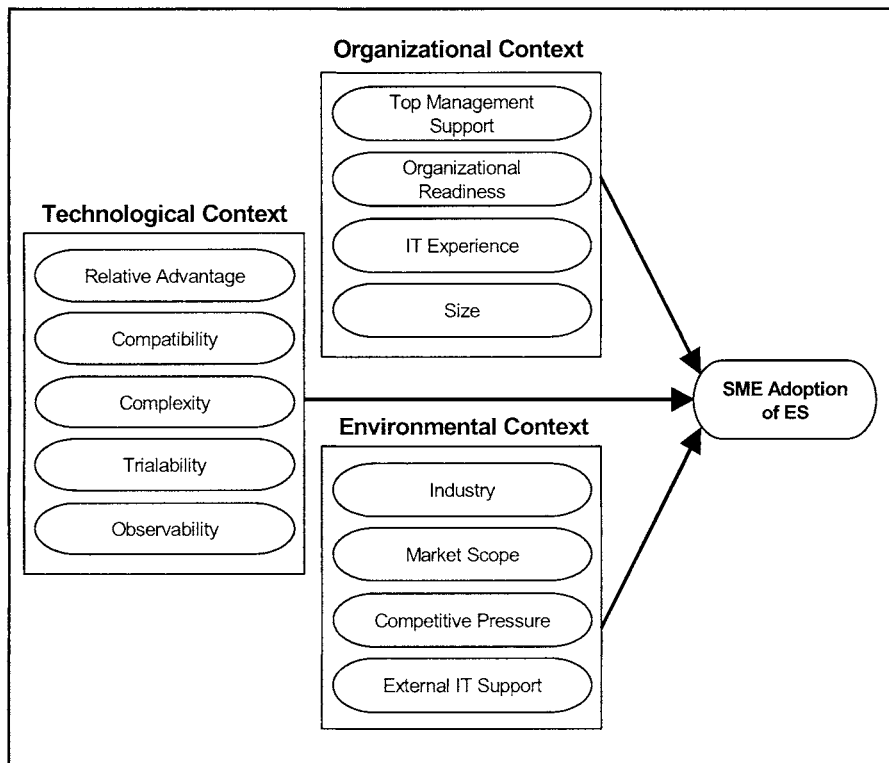 Organizational Context
Top Management
Support
Organizational
Readiness
IT Experience
Size
Technological Context
Relative Advantage
Compatibility
Complexity
Trialability
Observability
Environmental Context
Industry
Market Scope
Competitive Pressure
External IT Support
SME Adoption
of ES